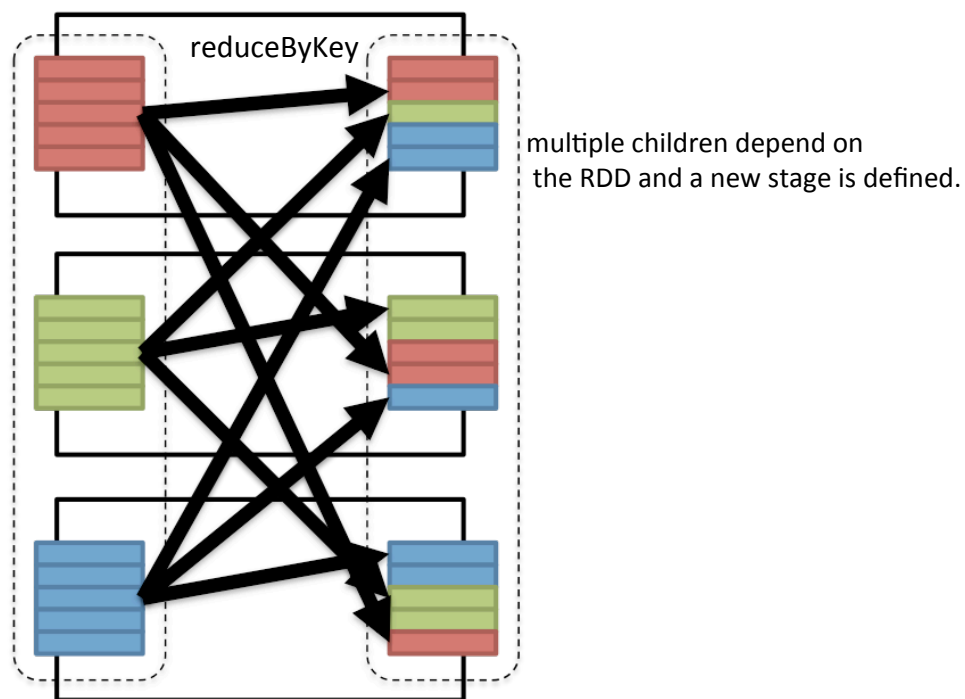 reduceByKey
multiple children depend on
the RDD and a new stage is defined.